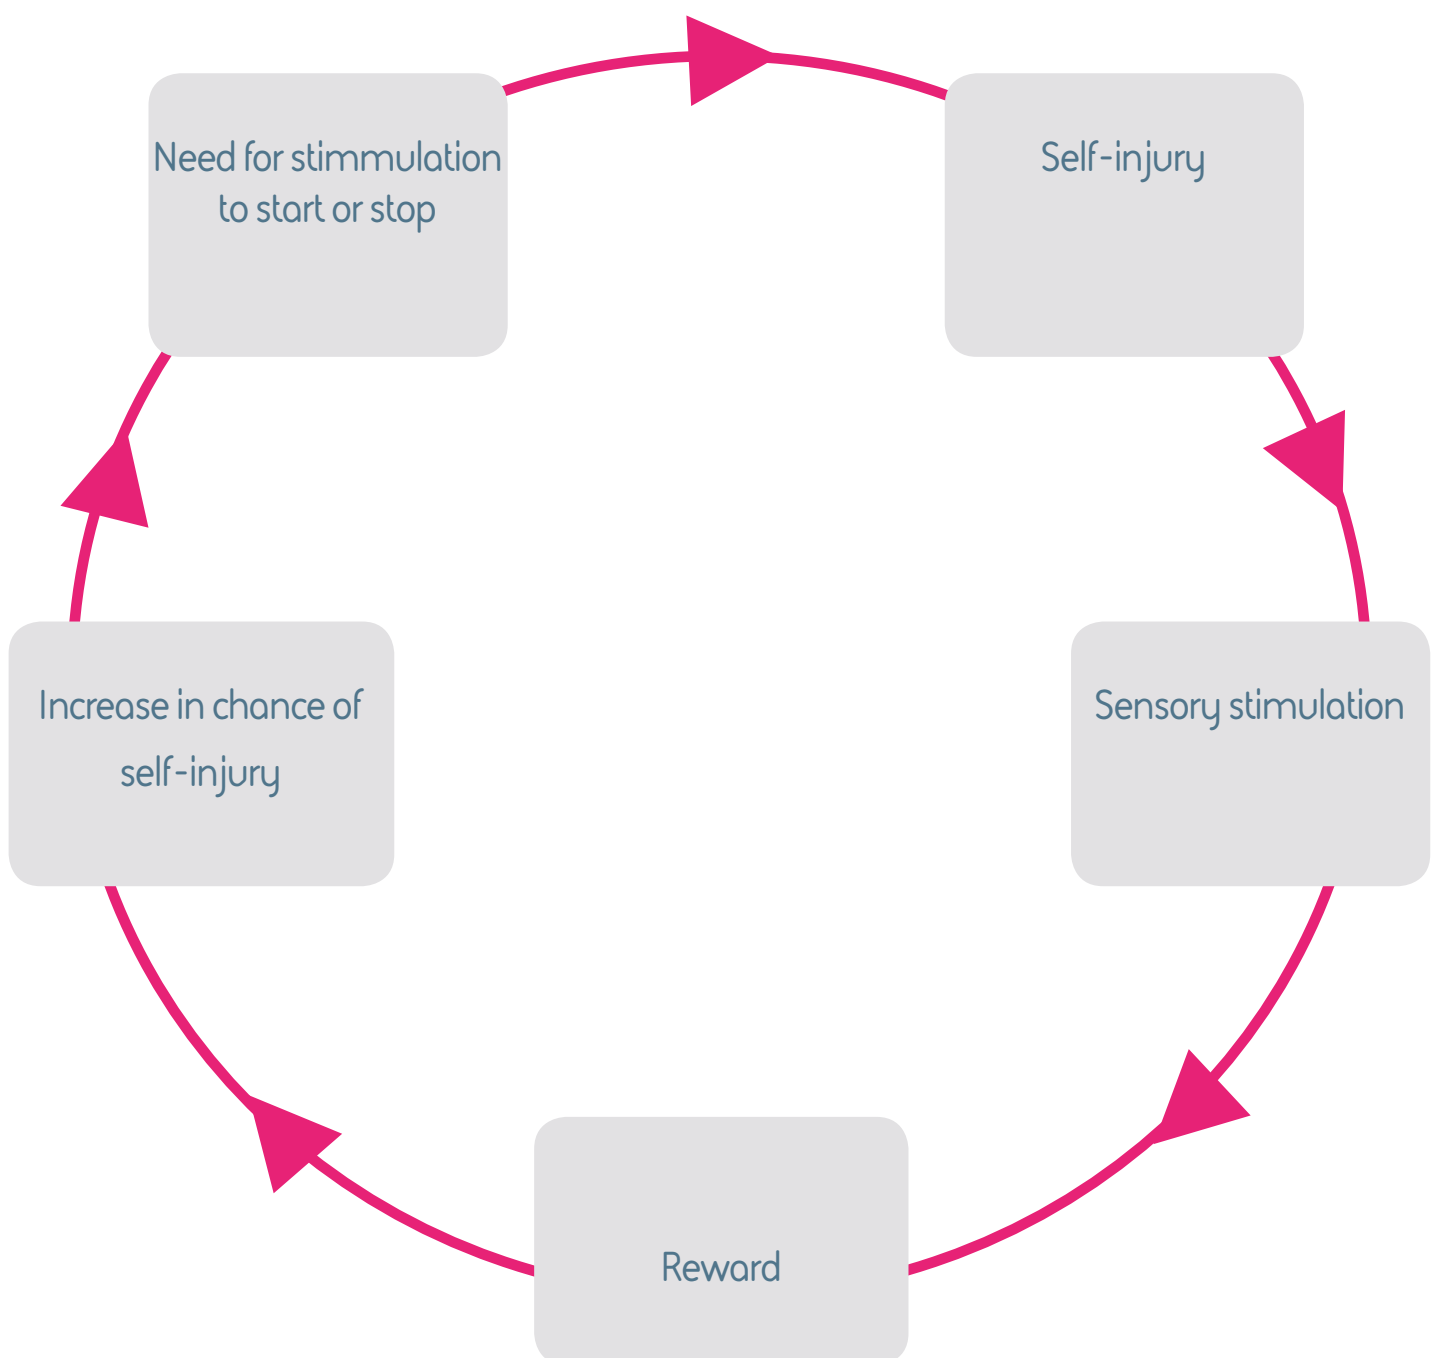 Need for stimmulation
to start or stop
Self-injury
Increase in chance of
self-injury
Sensory stimulation
Reward